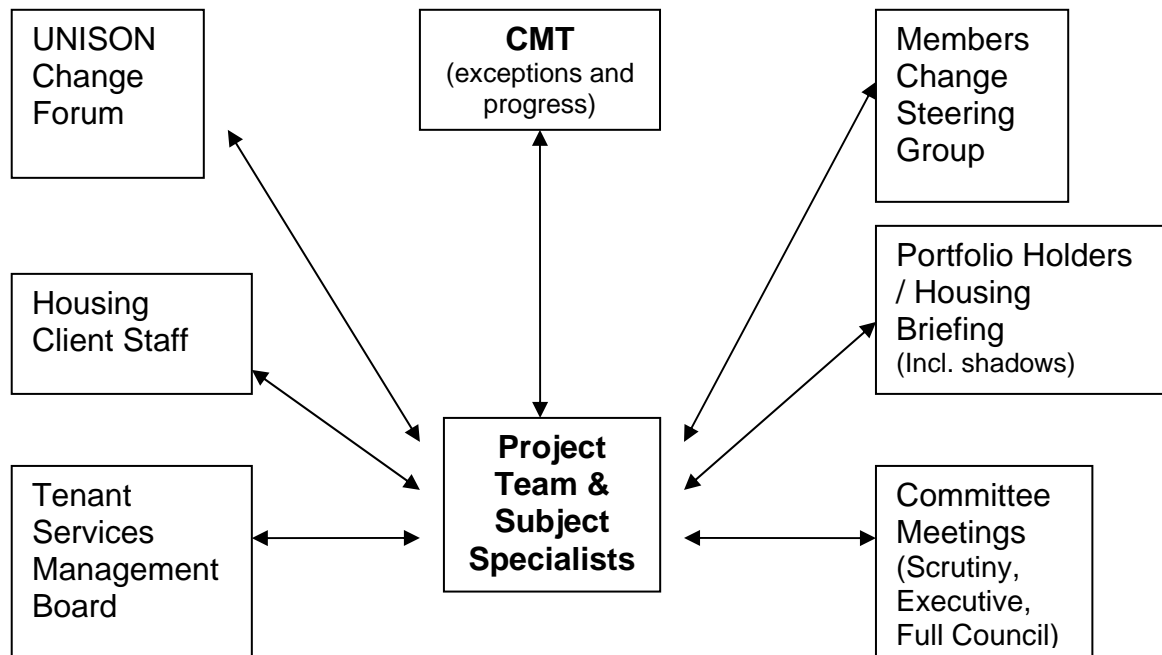 UNISON
Change
Forum
CMT
(exceptions and
progress)
Members
Change
Steering
Group
Housing
Client Staff
Portfolio Holders
/ Housing
Briefing
(Incl. shadows)
Tenant
Services
Management
Board
Project
Team &
Subject
Specialists
Committee
Meetings
(Scrutiny,
Executive,
Full Council)